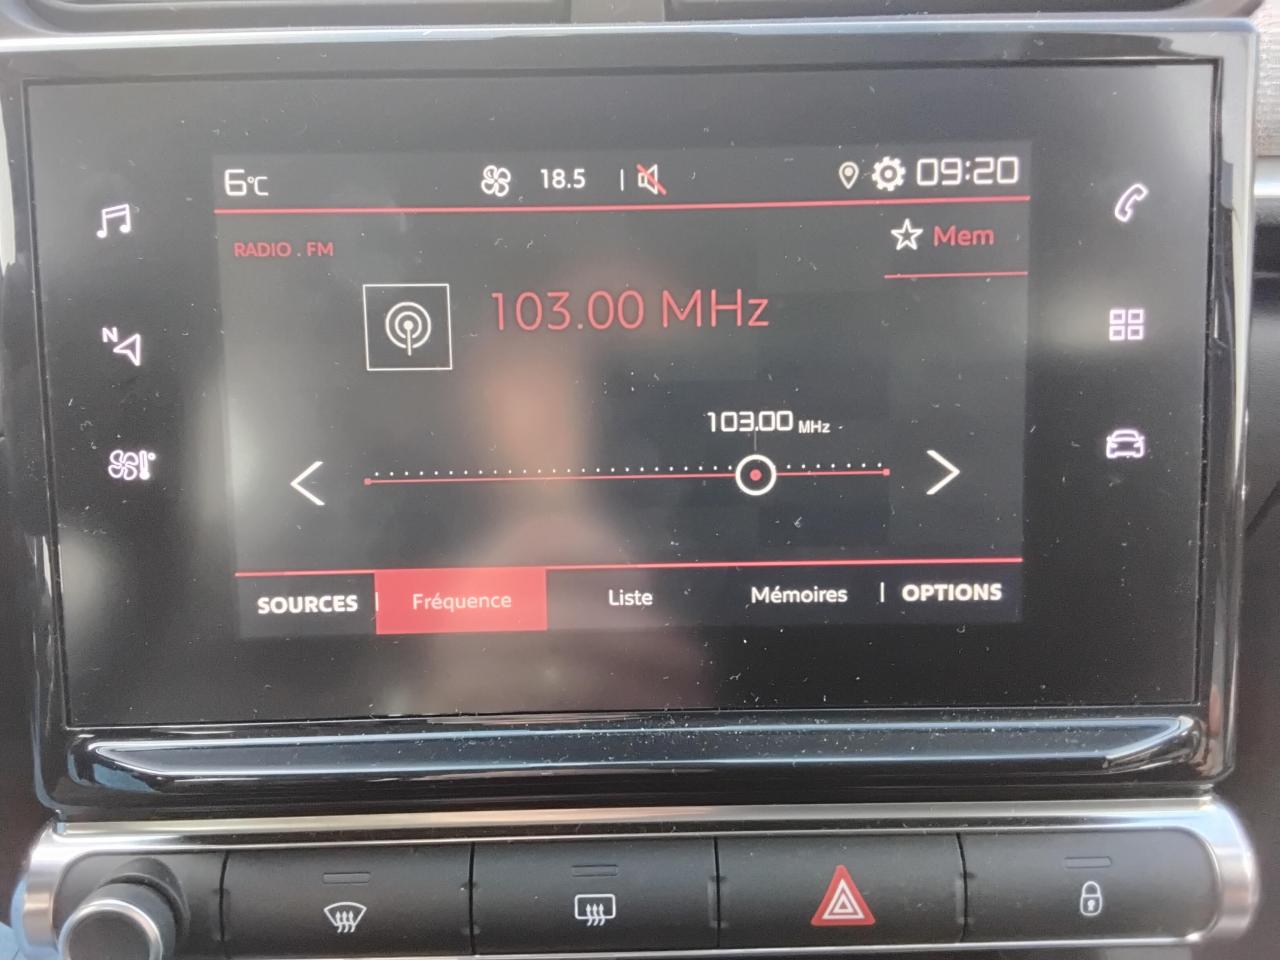 6°C 18.5 | 09:20
RADIO . FM
Mem
103.00 MHz
N
103.00 MHz
SOURCES | Fréquence Liste Mémoires | OPTIONS